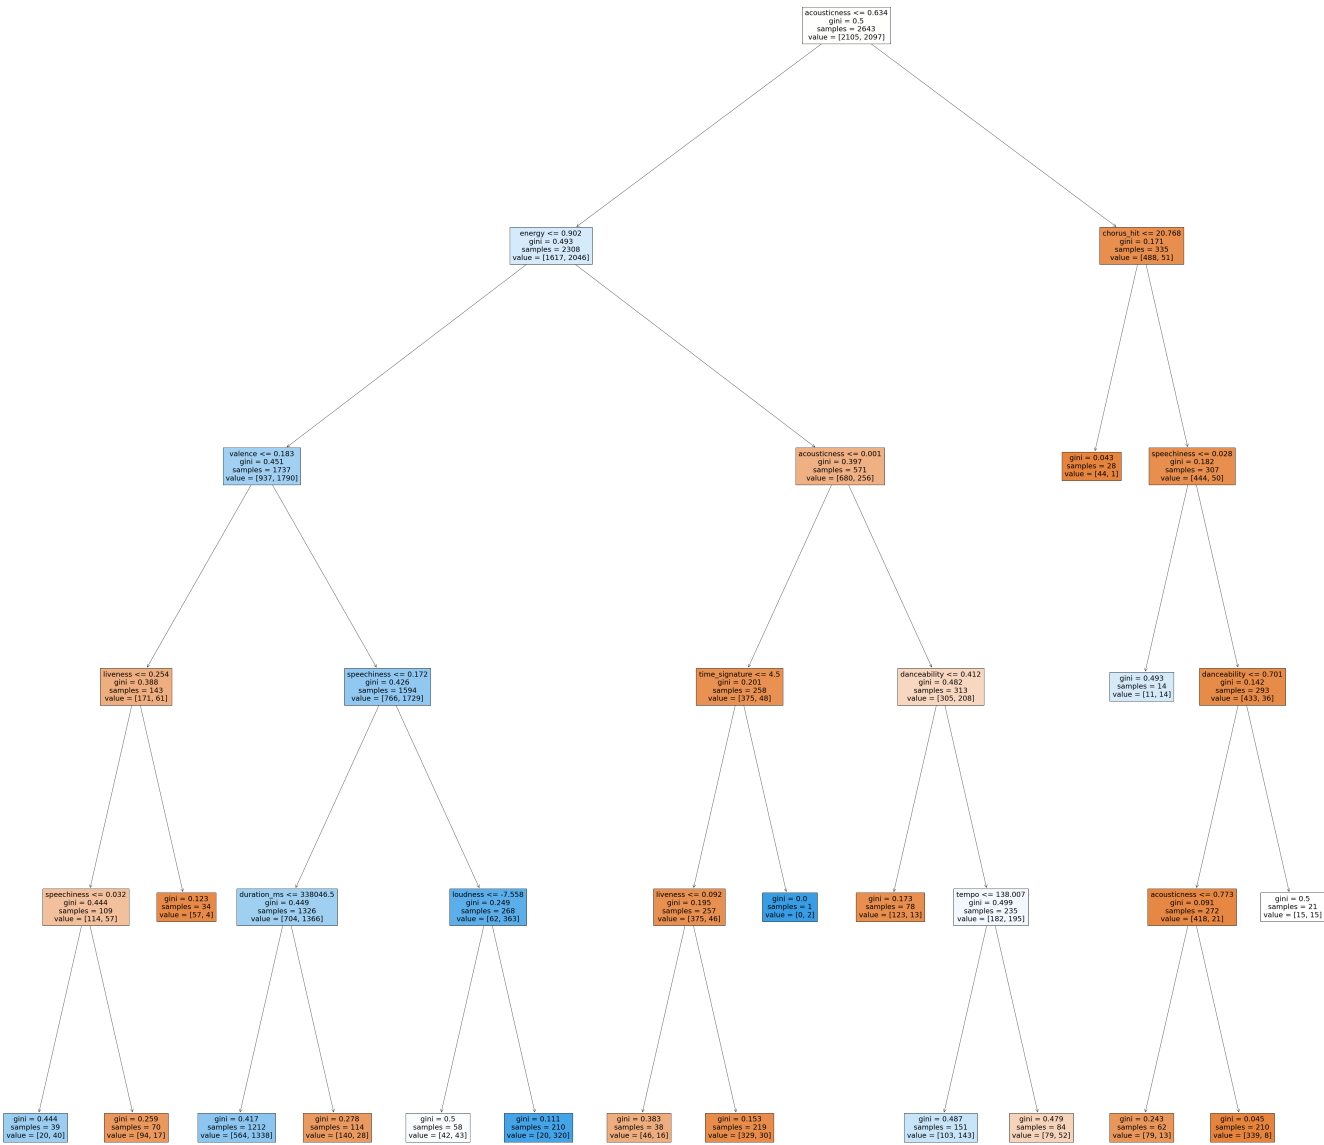 acousticness <= 0.634
gini = 0.5
samples = 2643
value = [2105, 2097]
energy <= 0.902
gini = 0.493
samples = 2308
value = [1617, 2046]
chorus_hit <= 20.768
gini = 0.171
samples = 335
value = [488, 51]
valence <= 0.183
gini = 0.451
samples = 1737
value = [937, 1790]
acousticness <= 0.001
gini = 0.397
samples = 571
value = [680, 256]
gini = 0.043
samples = 28
value = [44, 1]
speechiness <= 0.028
gini = 0.182
samples = 307
value = [444, 50]
liveness <= 0.254
gini = 0.388
samples = 143
value = [171, 61]
speechiness <= 0.172
gini = 0.426
samples = 1594
value = [766, 1729]
time_signature <= 4.5
gini = 0.201
samples = 258
value = [375, 48]
danceability <= 0.412
gini = 0.482
samples = 313
value = [305, 208]
gini = 0.493
samples = 14
value = [11, 14]
danceability <= 0.701
gini = 0.142
samples = 293
value = [433, 36]
speechiness <= 0.032
gini = 0.444
samples = 109
value = [114, 57]
gini = 0.123
samples = 34
value = [57, 4]
duration_ms <= 338046.5
gini = 0.449
samples = 1326
value = [704, 1366]
loudness <= -7.558
gini = 0.249
samples = 268
value = [62, 363]
liveness <= 0.092
gini = 0.195
samples = 257
value = [375, 46]
gini = 0.0
samples = 1
value = [0, 2]
gini = 0.173
samples = 78
value = [123, 13]
tempo <= 138.007
gini = 0.499
samples = 235
value = [182, 195]
acousticness <= 0.773
gini = 0.091
samples = 272
value = [418, 21]
gini = 0.5
samples = 21
value = [15, 15]
gini = 0.444
samples = 39
value = [20, 40]
gini = 0.259
samples = 70
value = [94, 17]
gini = 0.417
samples = 1212
value = [564, 1338]
gini = 0.278
samples = 114
value = [140, 28]
gini = 0.5
samples = 58
value = [42, 43]
gini = 0.111
samples = 210
value = [20, 320]
gini = 0.383
samples = 38
value = [46, 16]
gini = 0.153
samples = 219
value = [329, 30]
gini = 0.487
samples = 151
value = [103, 143]
gini = 0.479
samples = 84
value = [79, 52]
gini = 0.243
samples = 62
value = [79, 13]
gini = 0.045
samples = 210
value = [339, 8]